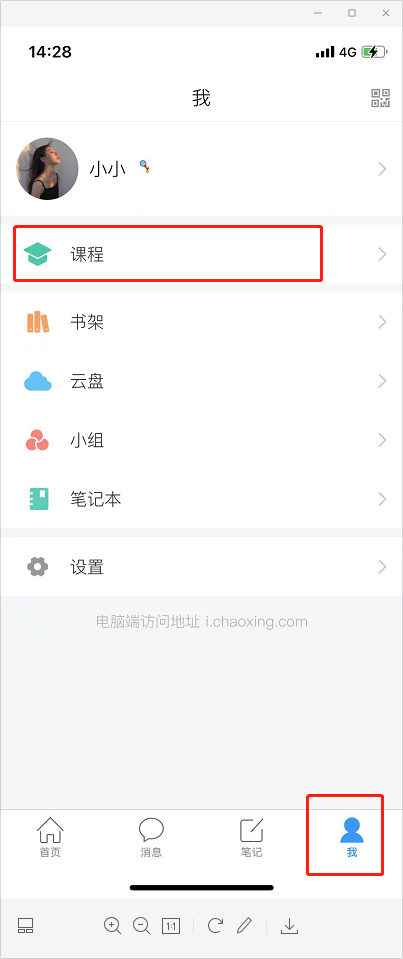 14:28
4G
我
小小
课程
书架
云盘
小组
笔记本
设置
电脑端访问地址 i.chaoxing.com
首页
消息
笔记
我
1:1